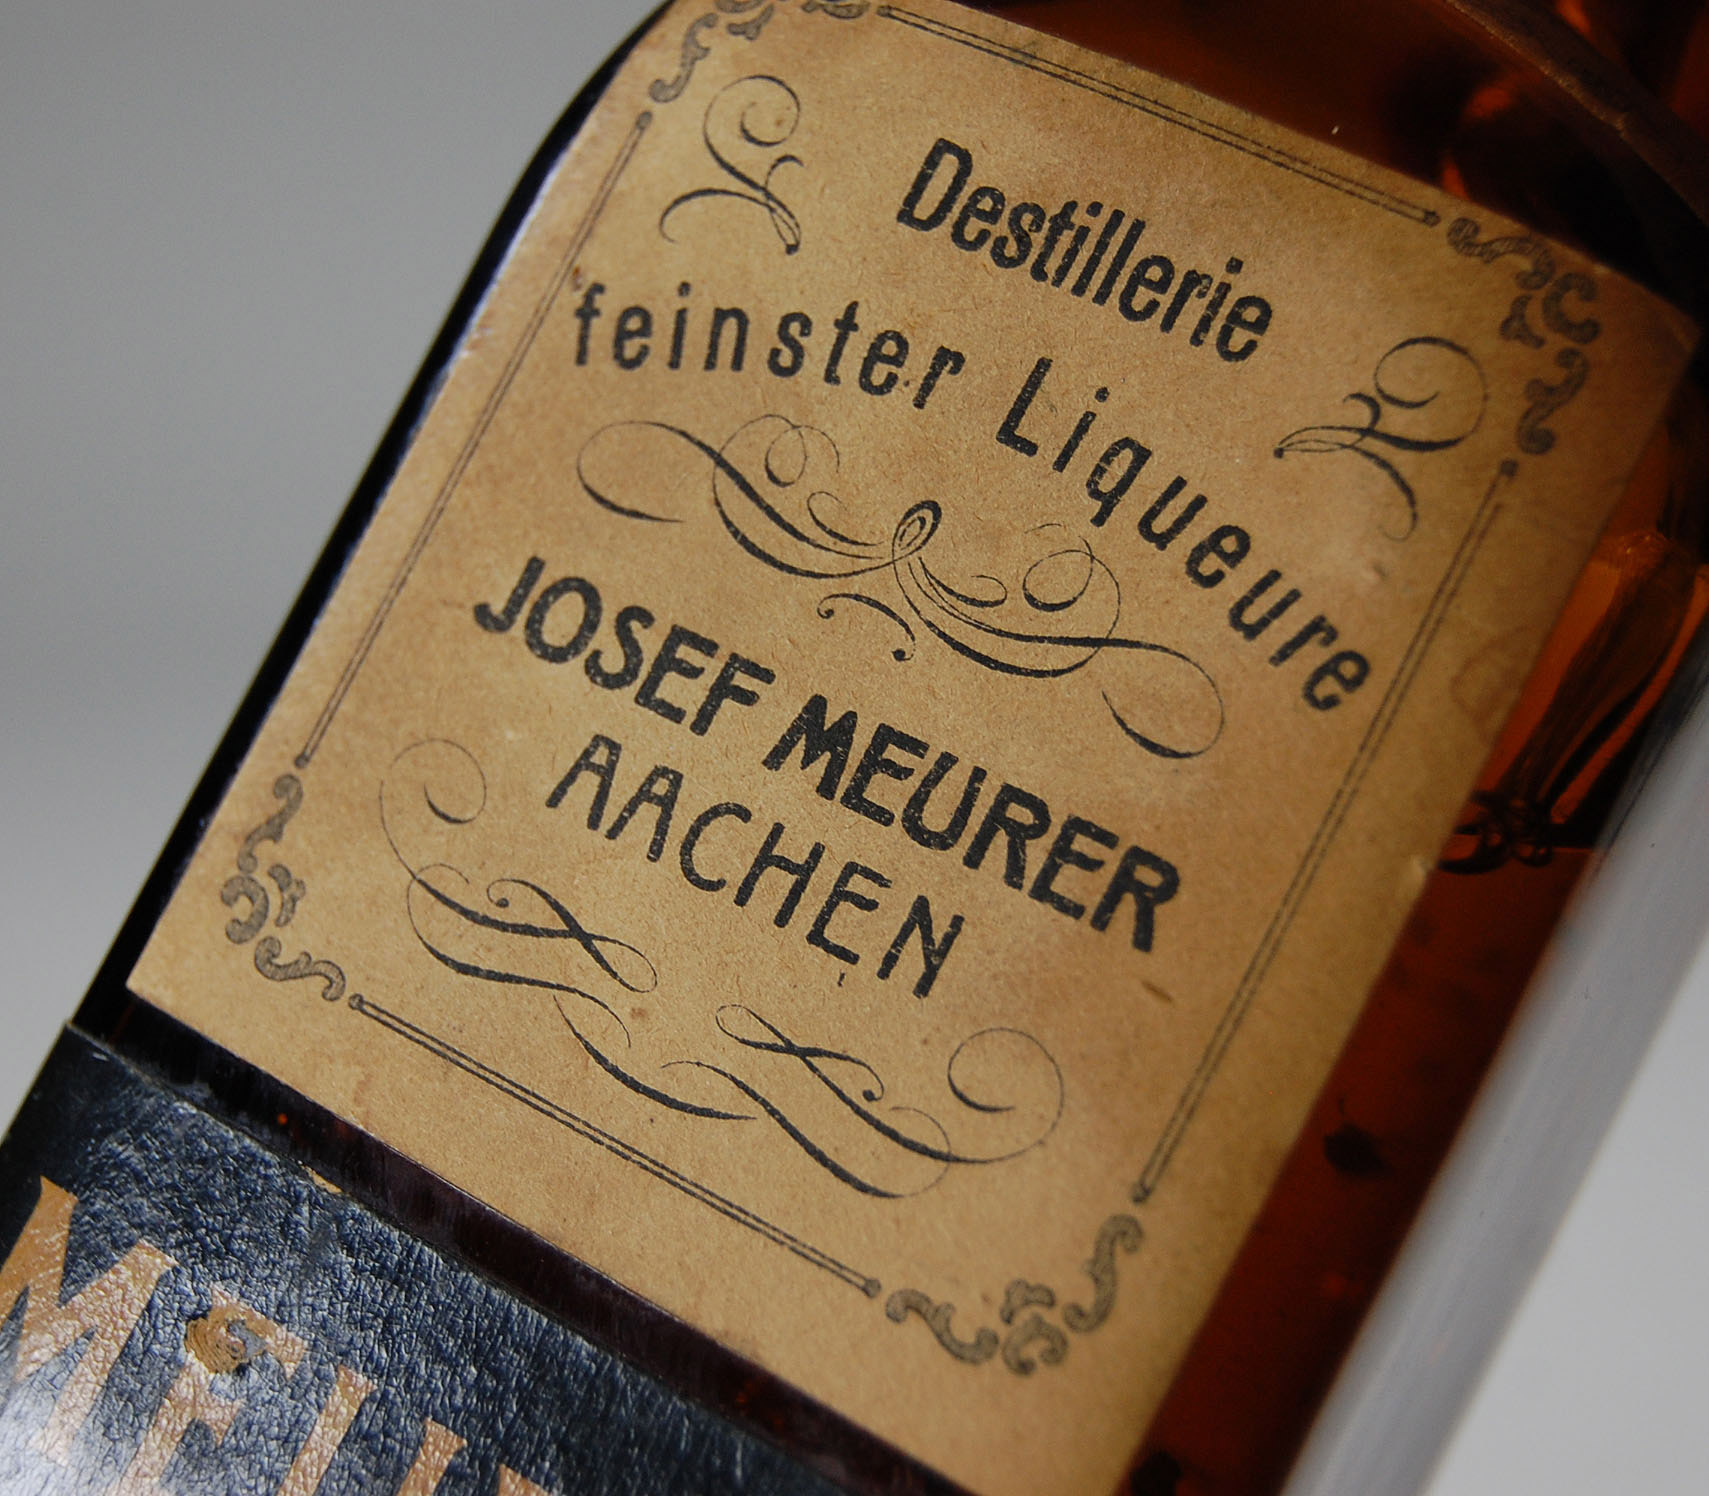 Destillerie
feinster Liqueure
JOSEF MEURER
AACHEN